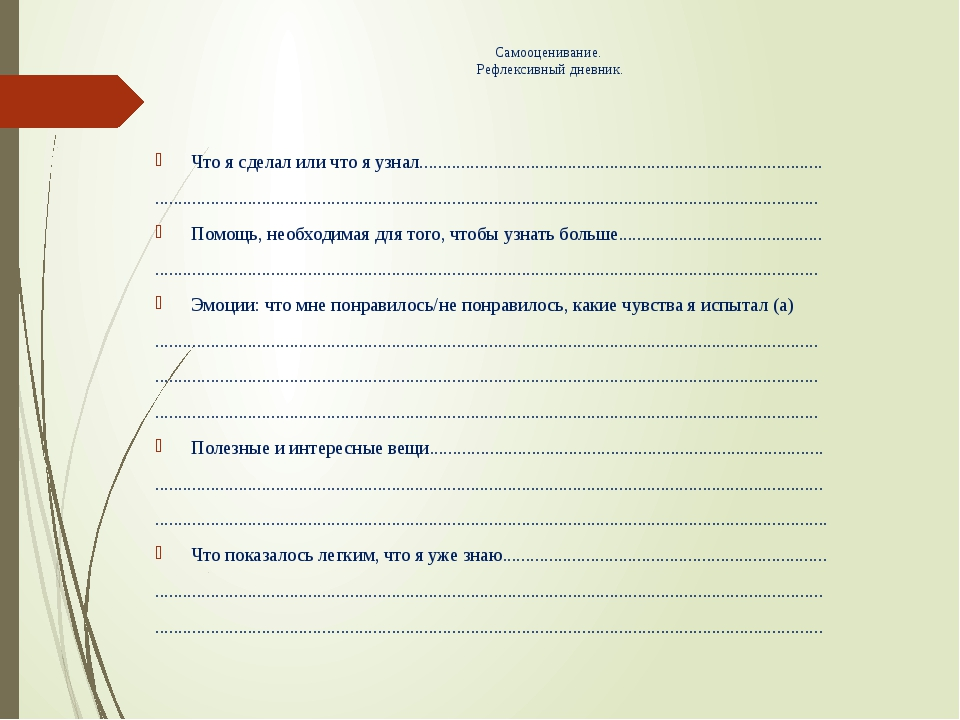 Самооценивание.
Рефлексивный дневник.
Что я сделал или что я узнал.......................................................................................
................................................................................................................................................
Помощь, необходимая для того, чтобы узнать больше............................................
................................................................................................................................................
Эмоции: что мне понравилось/не понравилось, какие чувства я испытал (а)
................................................................................................................................................
................................................................................................................................................
................................................................................................................................................
Полезные и интересные вещи.....................................................................................
.................................................................................................................................................
..................................................................................................................................................
Что показалось легким, что я уже знаю......................................................................
.................................................................................................................................................
.................................................................................................................................................